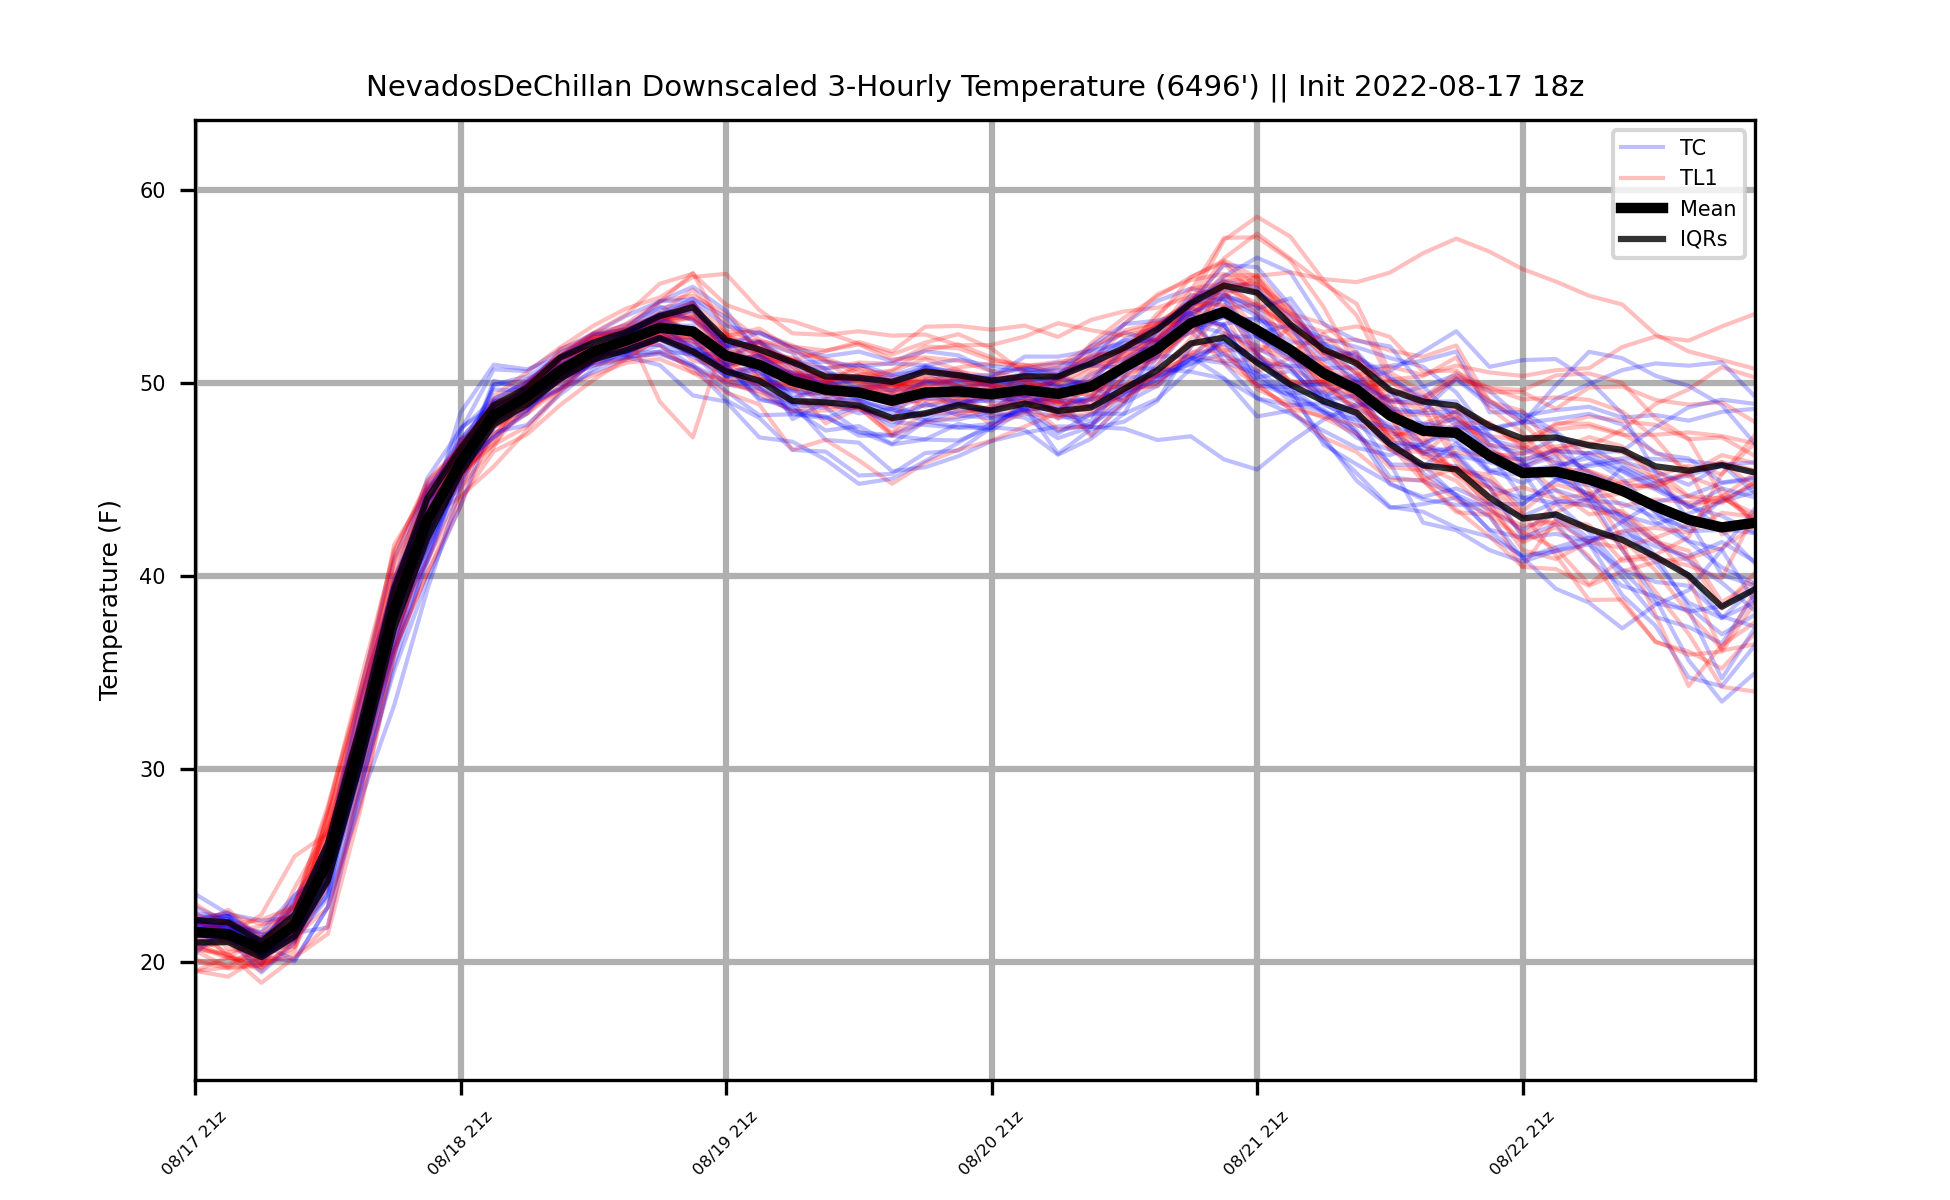 NevadosDeChillan Downscaled 3-Hourly Temperature (6496') || Init 2022-08-17 18z
TC
TL1
Mean
IQRs
Temperature (F)
60
50
40
30
20
08/17 21z
08/18 21z
08/19 21z
08/20 21z
08/21 21z
08/22 21z